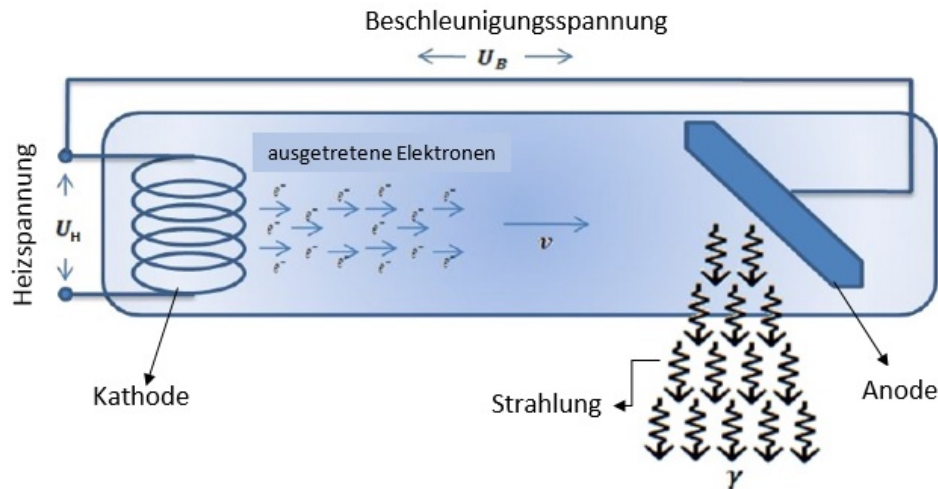 Beschleunigungsspannung
U_B
ausgetretene Elektronen
e⁻ e⁻ e⁻ e⁻
e⁻ e⁻
e⁻ e⁻ e⁻
e⁻ e⁻
e⁻ e⁻ e⁻ e⁻
Heizspannung
U_H
v
Kathode
Strahlung
Anode
γ